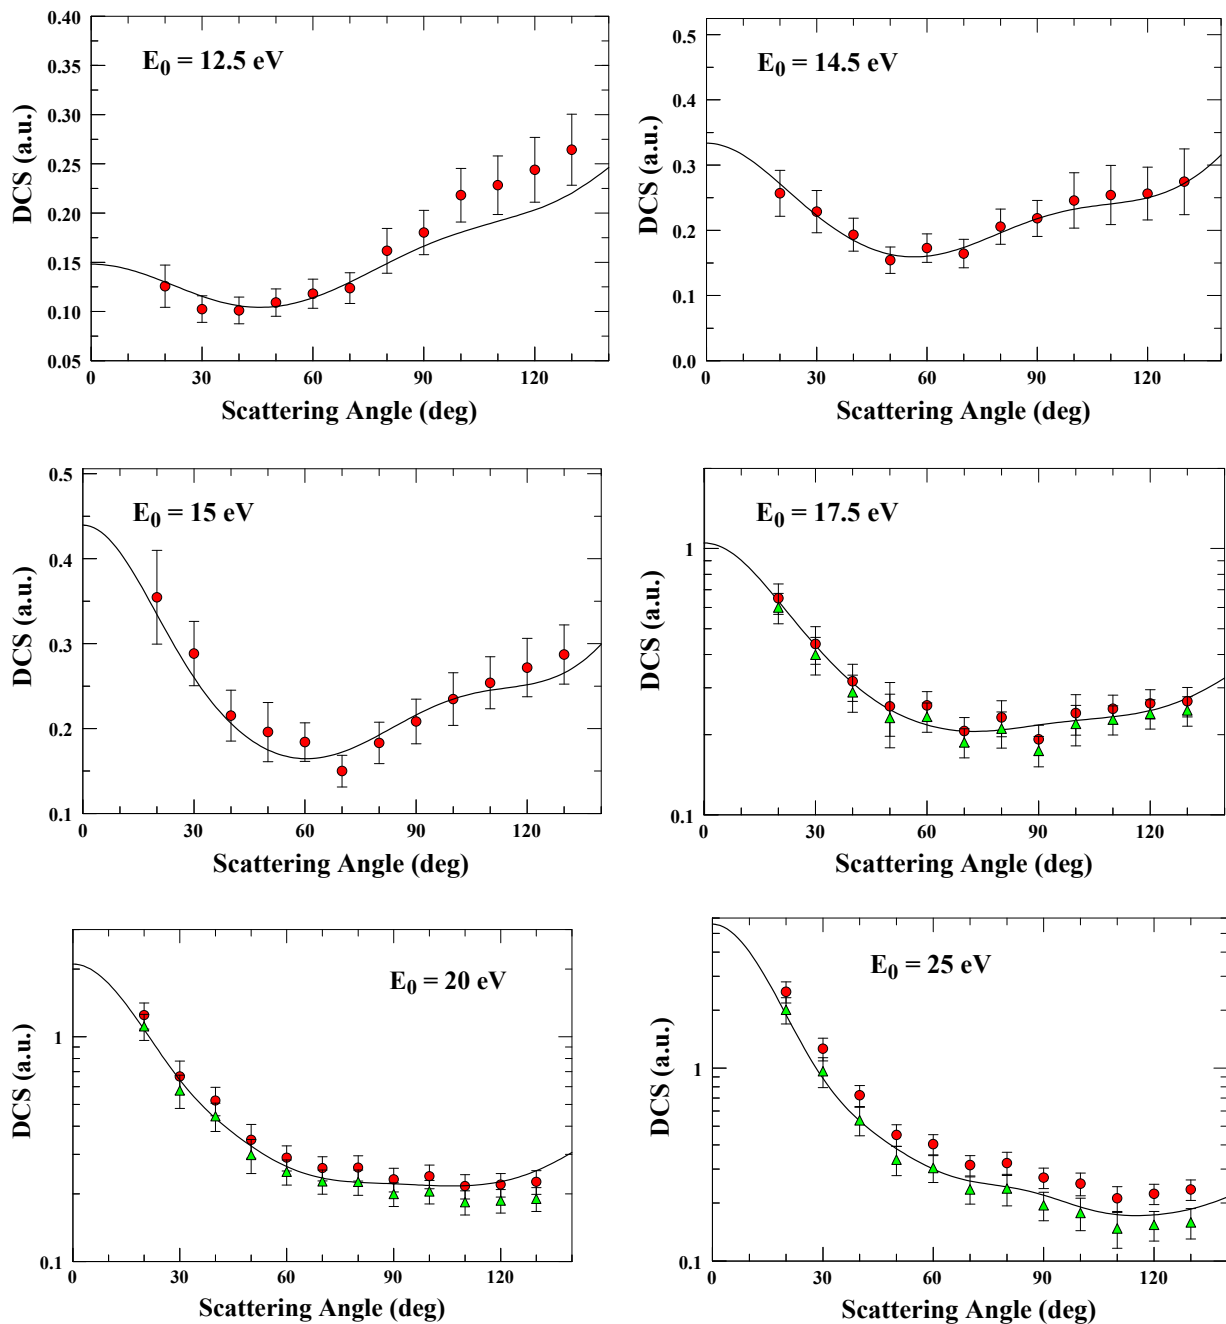 0.40
0.35
0.30
0.25
0.20
0.15
0.10
0.05
DCS (a.u.)
E0 = 12.5 eV
0 30 60 90 120
Scattering Angle (deg)
0.5
0.4
0.3
0.2
0.1
0.0
DCS (a.u.)
E0 = 14.5 eV
0 30 60 90 120
Scattering Angle (deg)
0.5
0.4
0.3
0.2
0.1
DCS (a.u.)
E0 = 15 eV
0 30 60 90 120
Scattering Angle (deg)
1
0.1
DCS (a.u.)
E0 = 17.5 eV
0 30 60 90 120
Scattering Angle (deg)
1
0.1
DCS (a.u.)
E0 = 20 eV
0 30 60 90 120
Scattering Angle (deg)
1
0.1
DCS (a.u.)
E0 = 25 eV
0 30 60 90 120
Scattering Angle (deg)